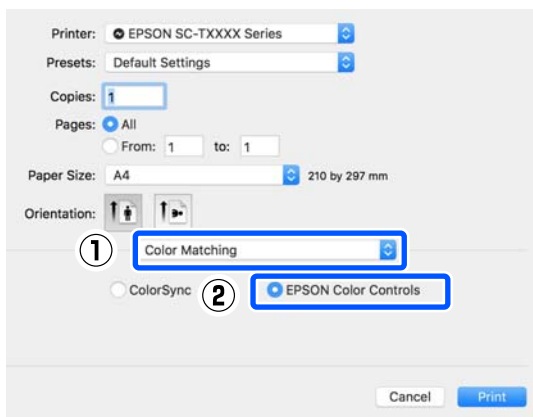 Printer: EPSON SC-TXXXX Series
Presets: Default Settings
Copies: 1
Pages: All
From: 1 to: 1
Paper Size: A4 210 by 297 mm
Orientation:
① Color Matching
ColorSync ② EPSON Color Controls
Cancel Print